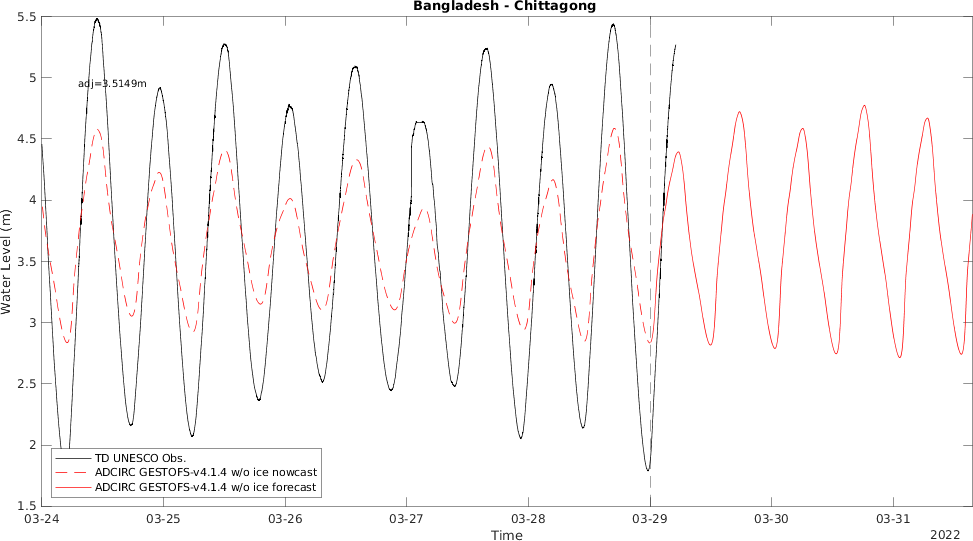 Bangladesh - Chittagong
5.5
5
4.5
4
3.5
3
2.5
2
1.5
Water Level (m)
adj=3.5149m
TD UNESCO Obs.
ADCIRC GESTOFS-v4.1.4 w/o ice nowcast
ADCIRC GESTOFS-v4.1.4 w/o ice forecast
03-24
03-25
03-26
03-27
03-28
03-29
03-30
03-31
Time
2022